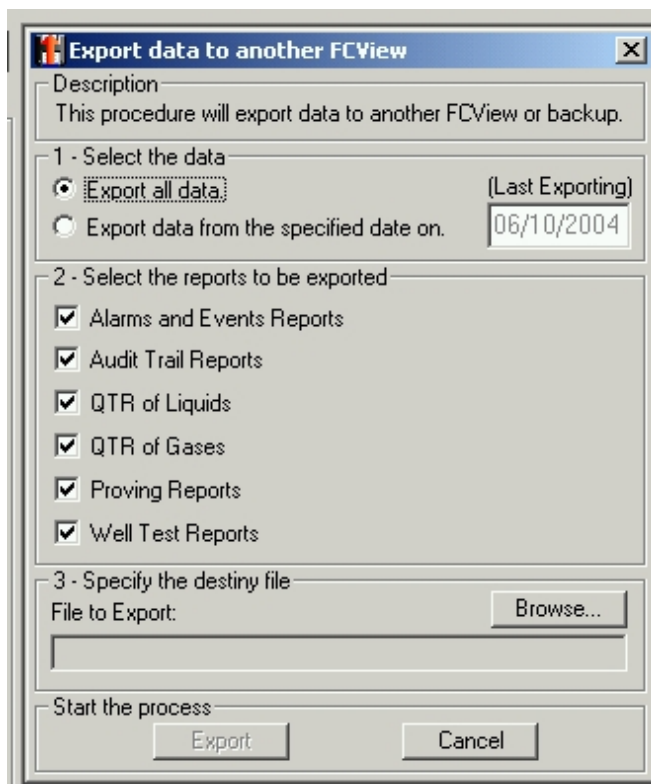 Export data to another FCView
Description
This procedure will export data to another FCView or backup.
1 - Select the data
Export all data.
(Last Exporting)
Export data from the specified date on.
06/10/2004
2 - Select the reports to be exported
Alarms and Events Reports
Audit Trail Reports
QTR of Liquids
QTR of Gases
Proving Reports
Well Test Reports
3 - Specify the destiny file
File to Export:
Browse...
Start the process
Export
Cancel